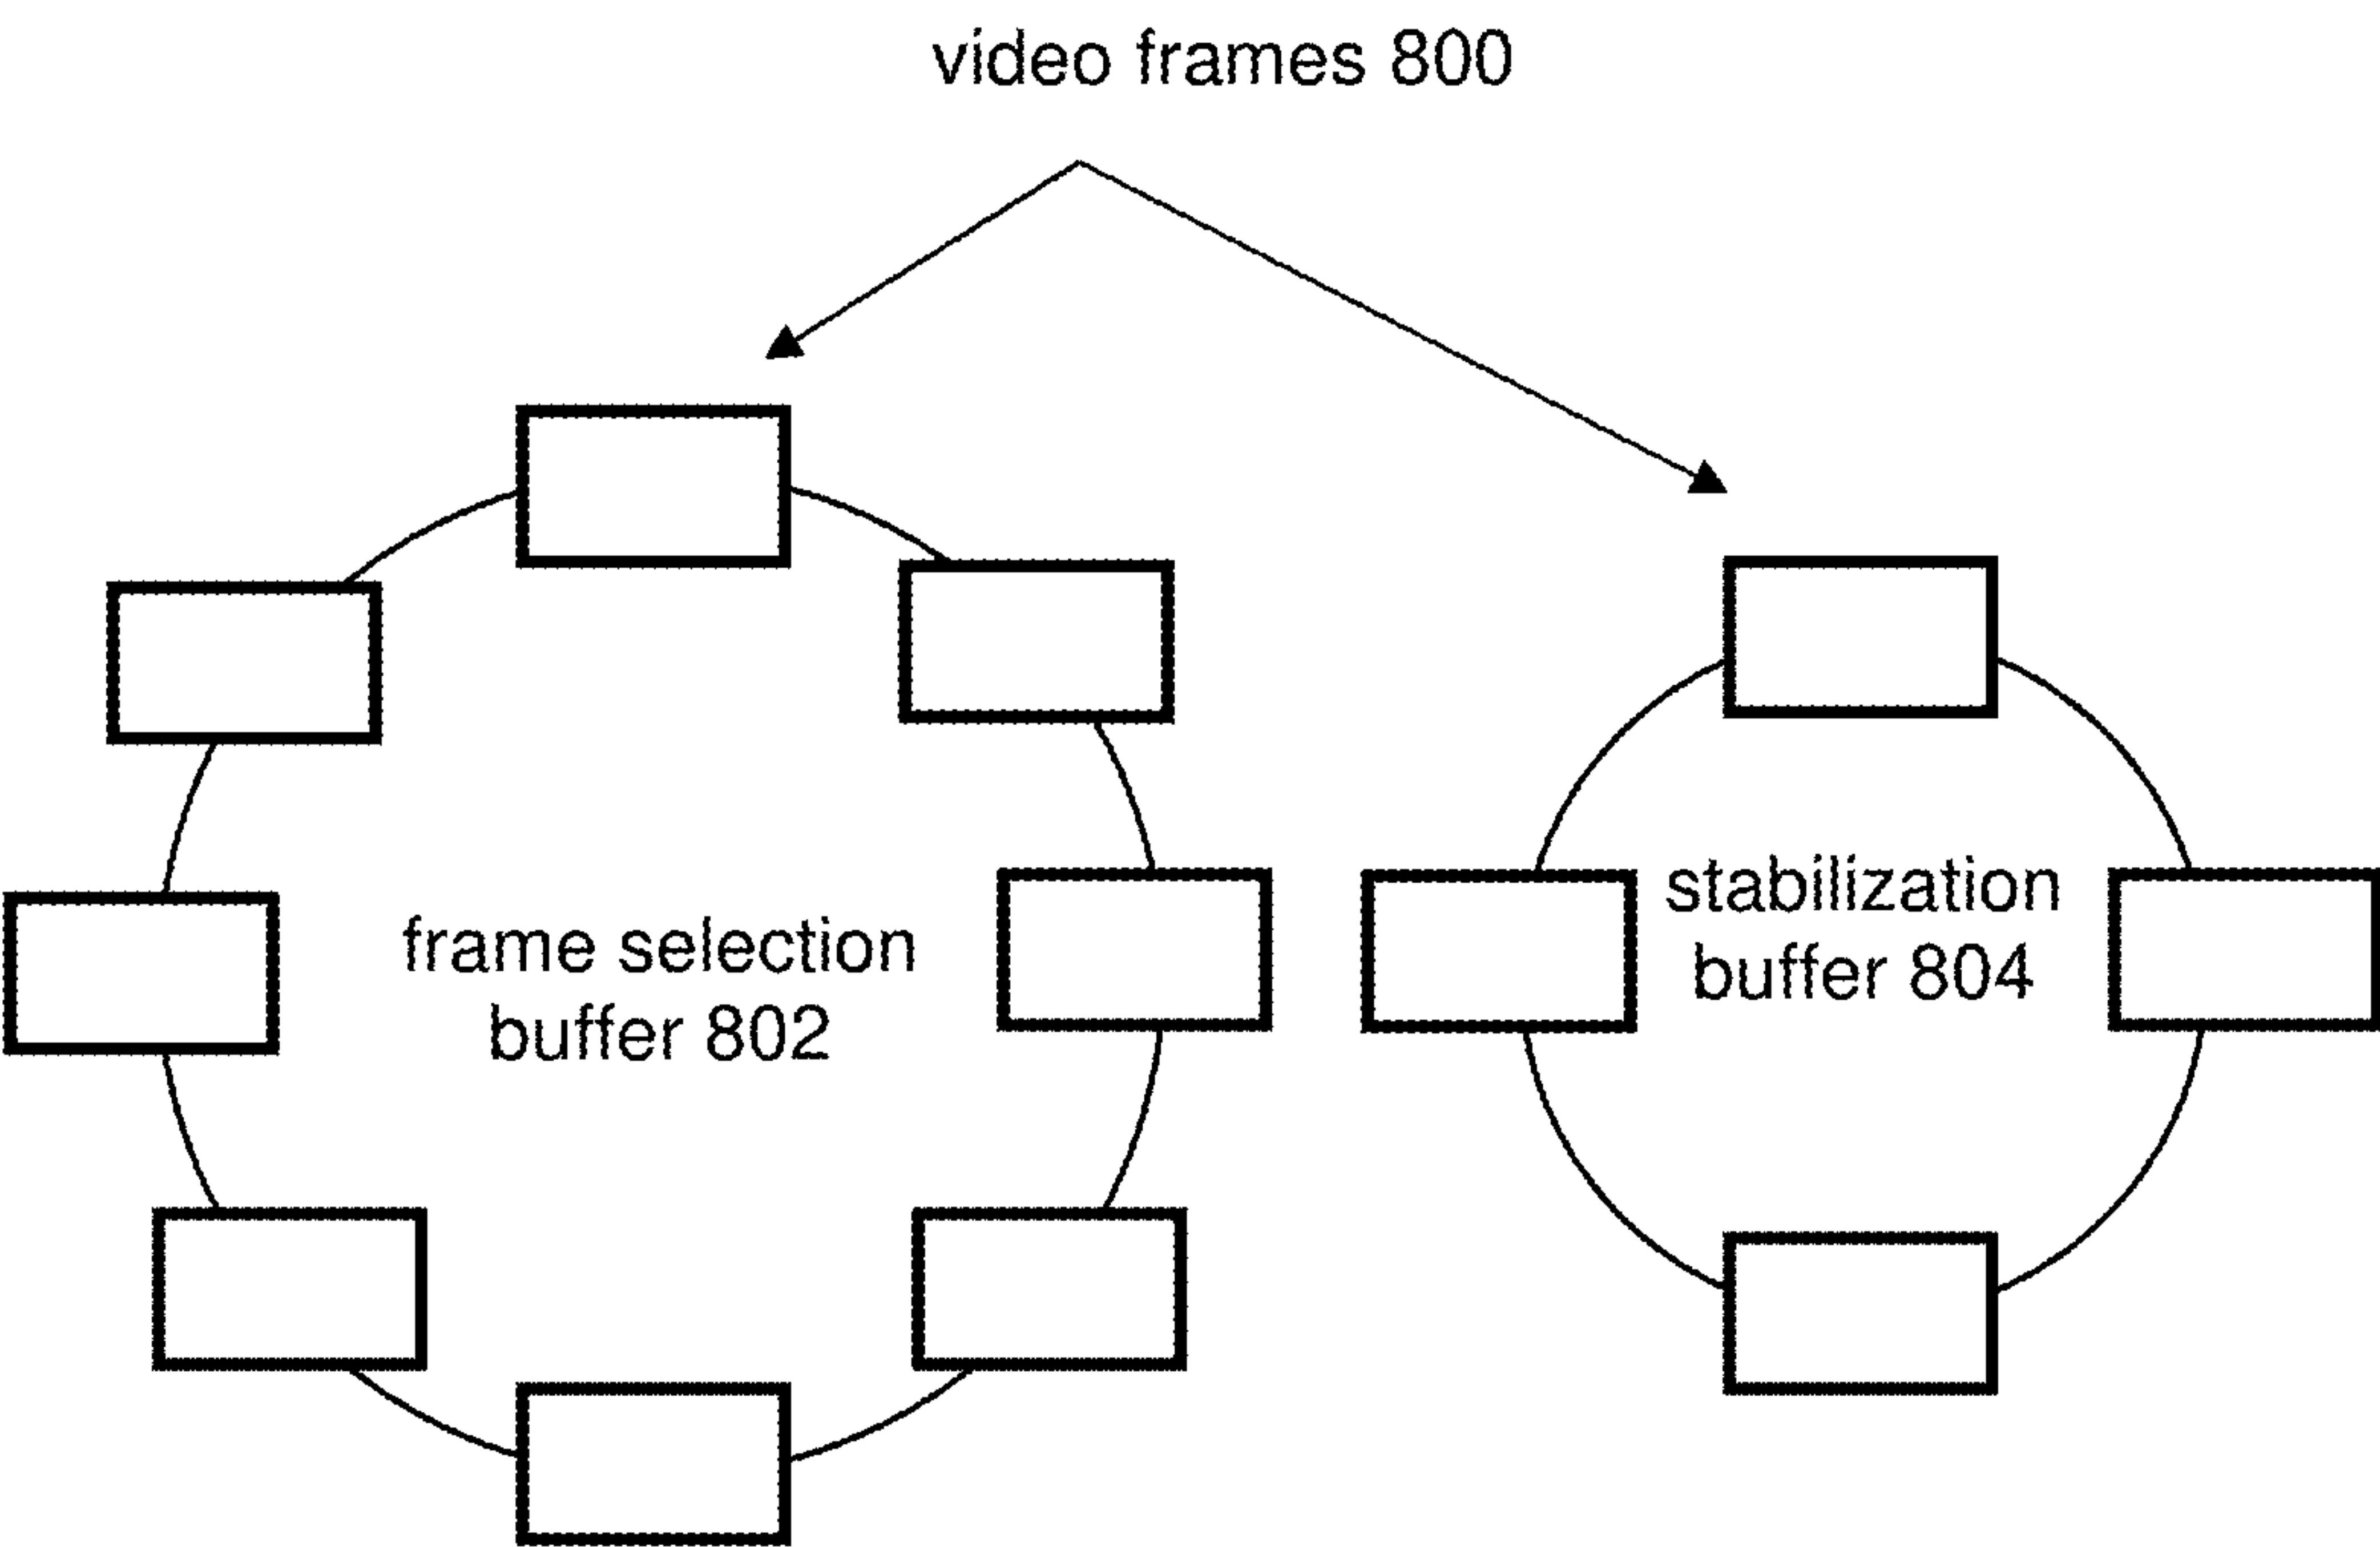 video frames 800
frame selection
buffer 802
stabilization
buffer 804